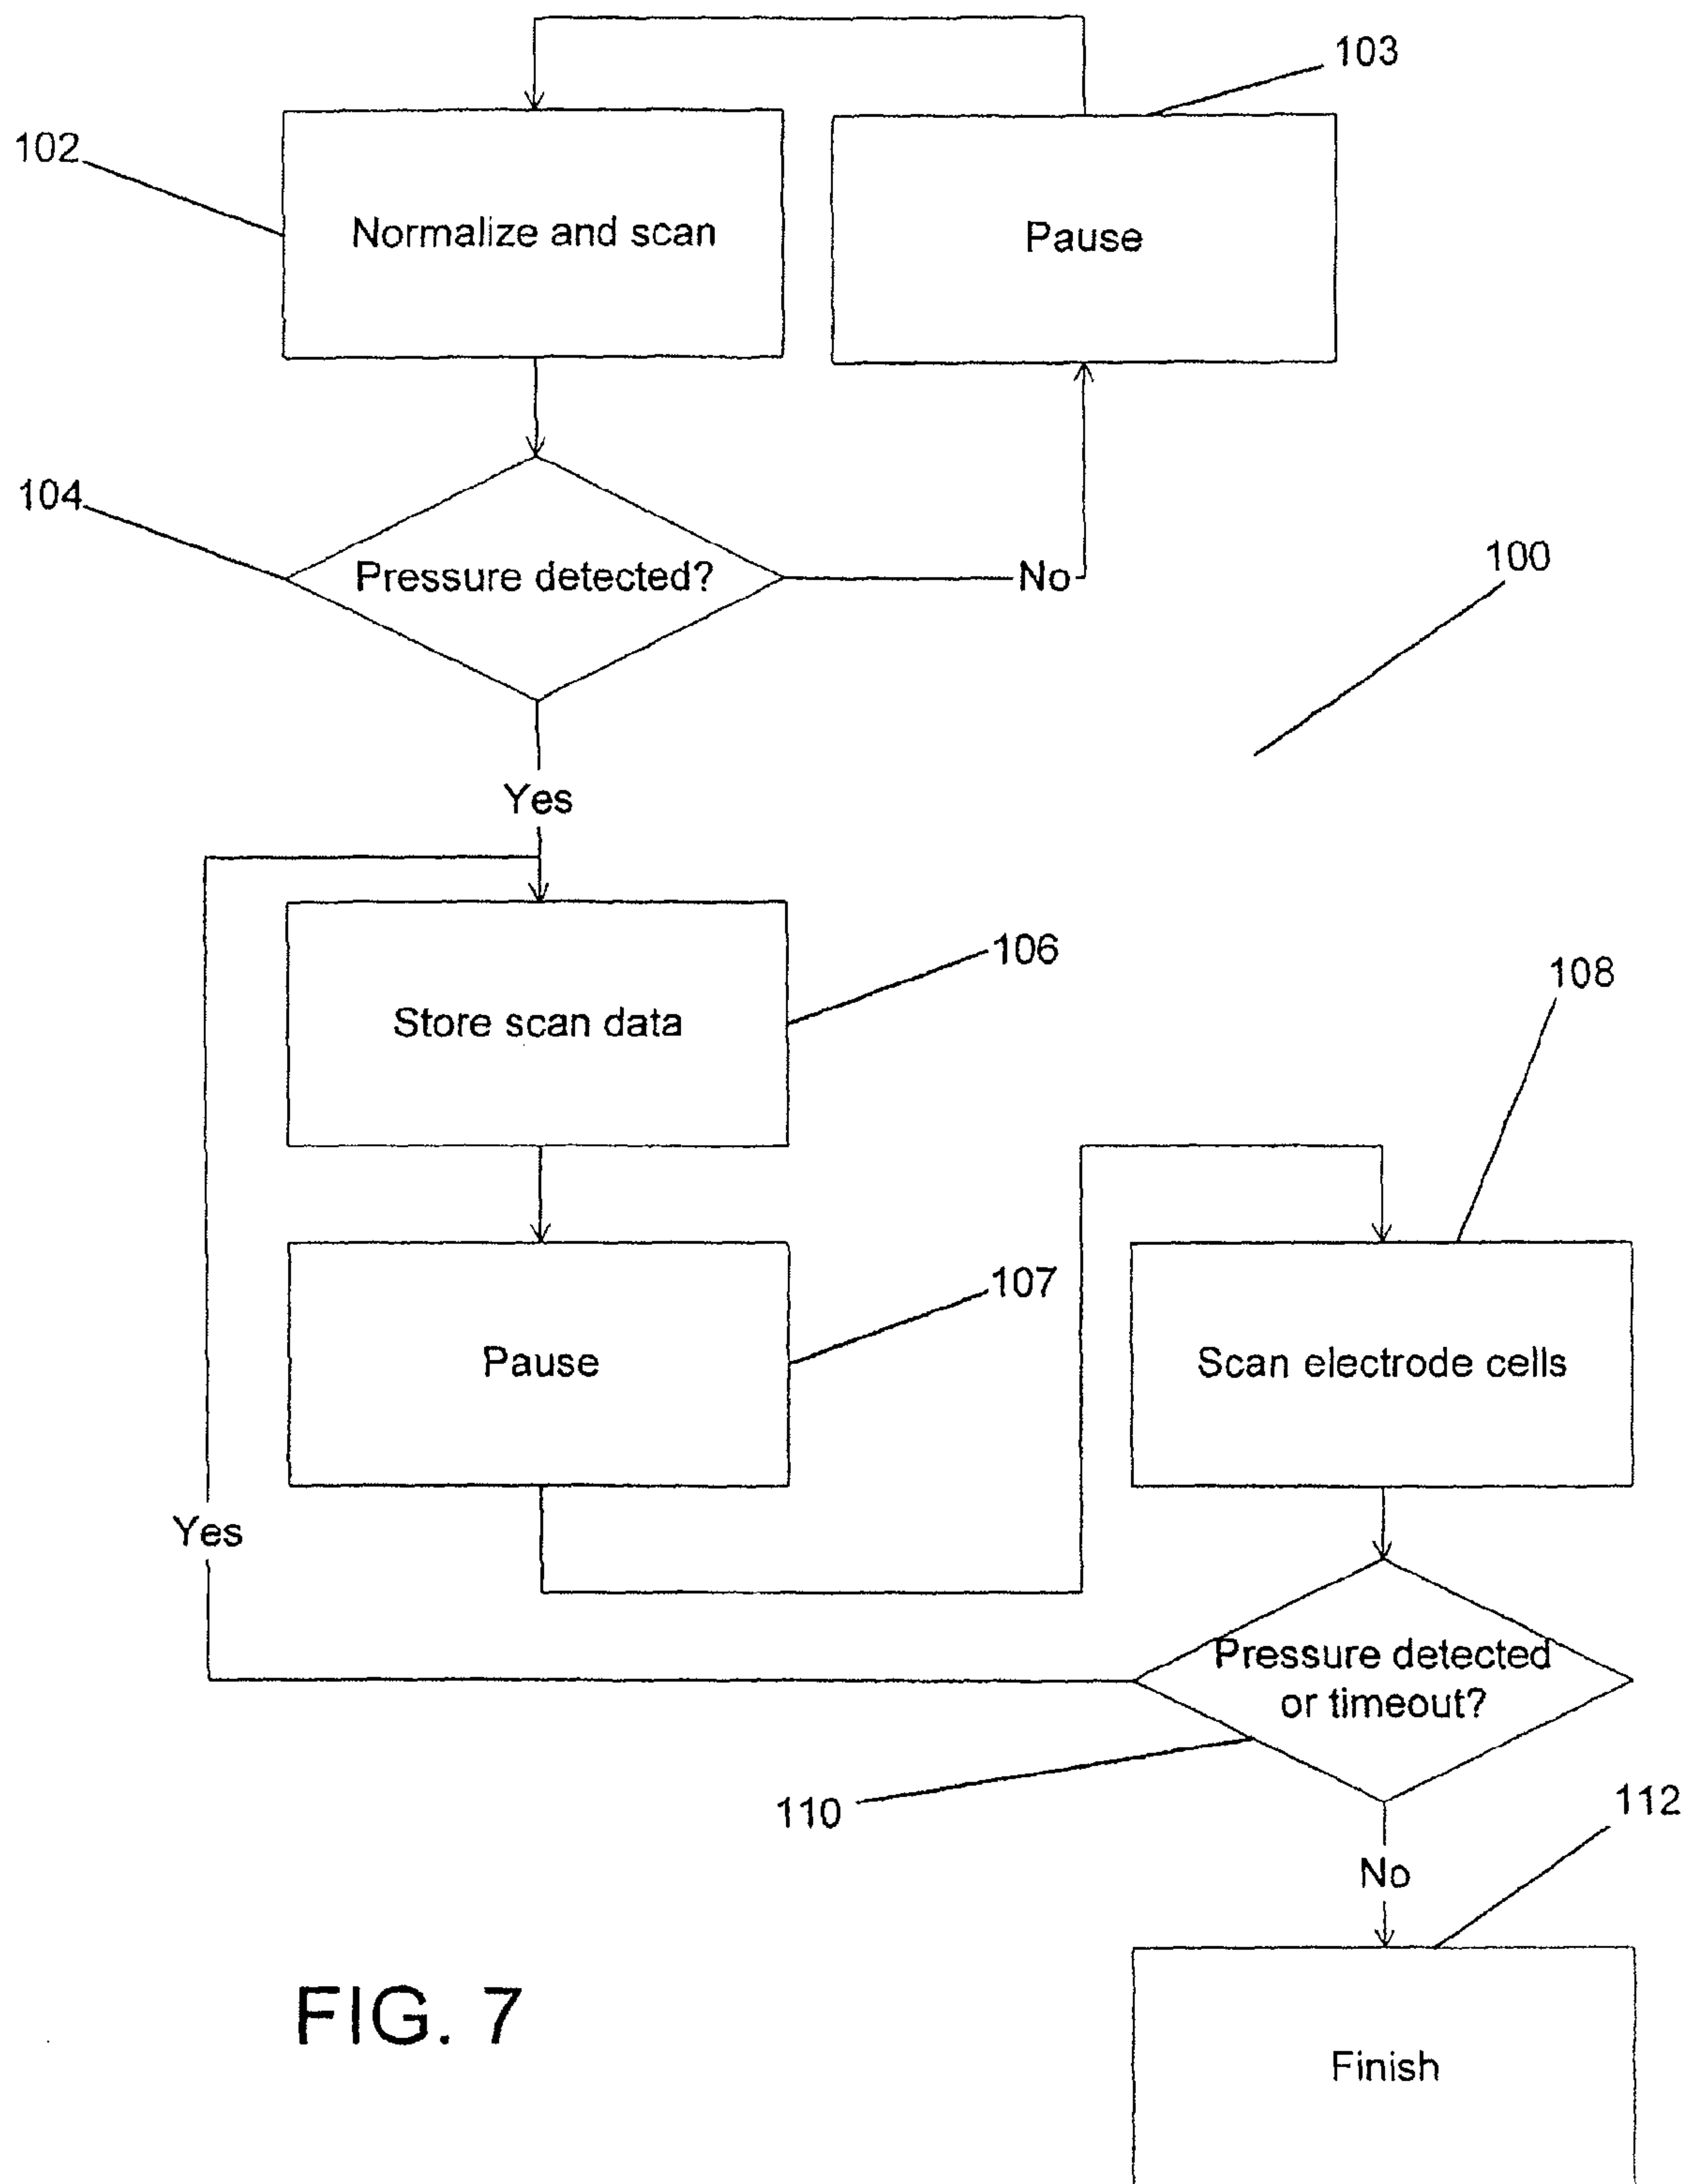 103
102
Normalize and scan
Pause
104
Pressure detected?
No
100
Yes
106
108
Store scan data
107
Pause
Scan electrode cells
Yes
Pressure detected
or timeout?
110
112
No
FIG. 7
Finish